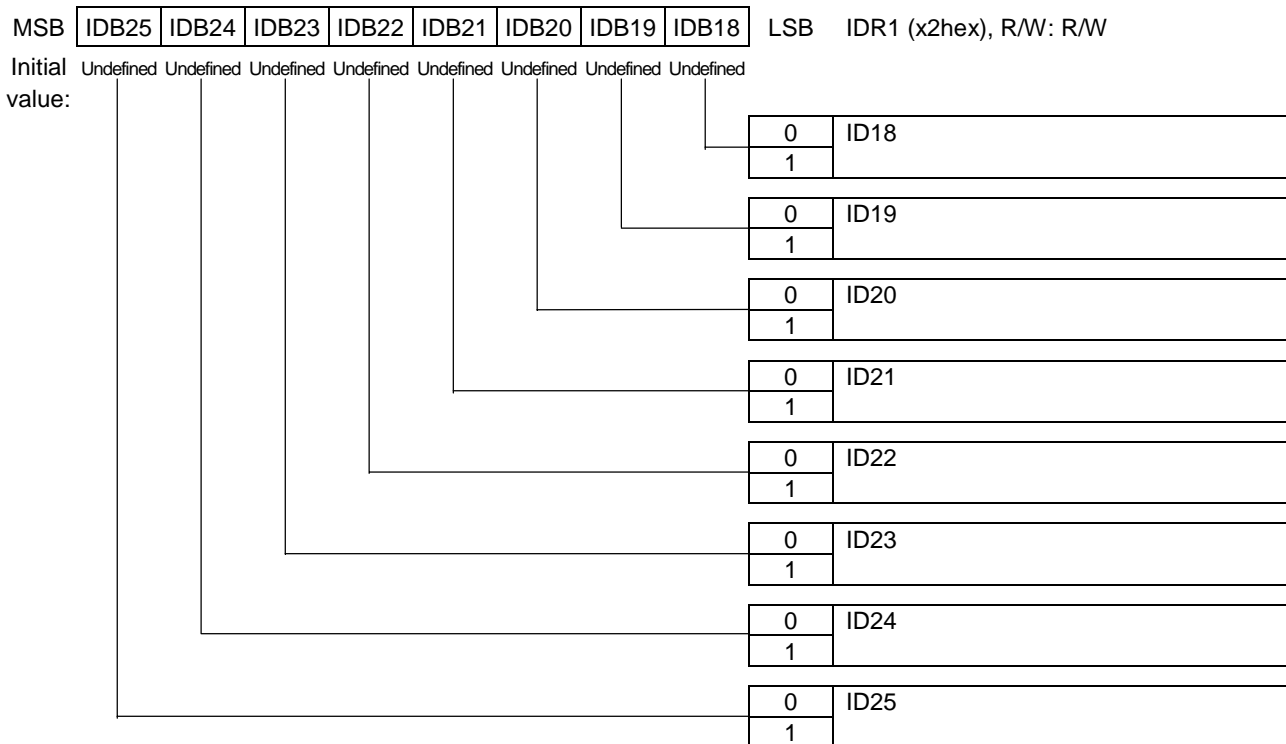 MSB IDB25 IDB24 IDB23 IDB22 IDB21 IDB20 IDB19 IDB18 LSB IDR1 (x2hex), R/W: R/W
Initial value: Undefined Undefined Undefined Undefined Undefined Undefined Undefined Undefined
0 ID18
1
0 ID19
1
0 ID20
1
0 ID21
1
0 ID22
1
0 ID23
1
0 ID24
1
0 ID25
1